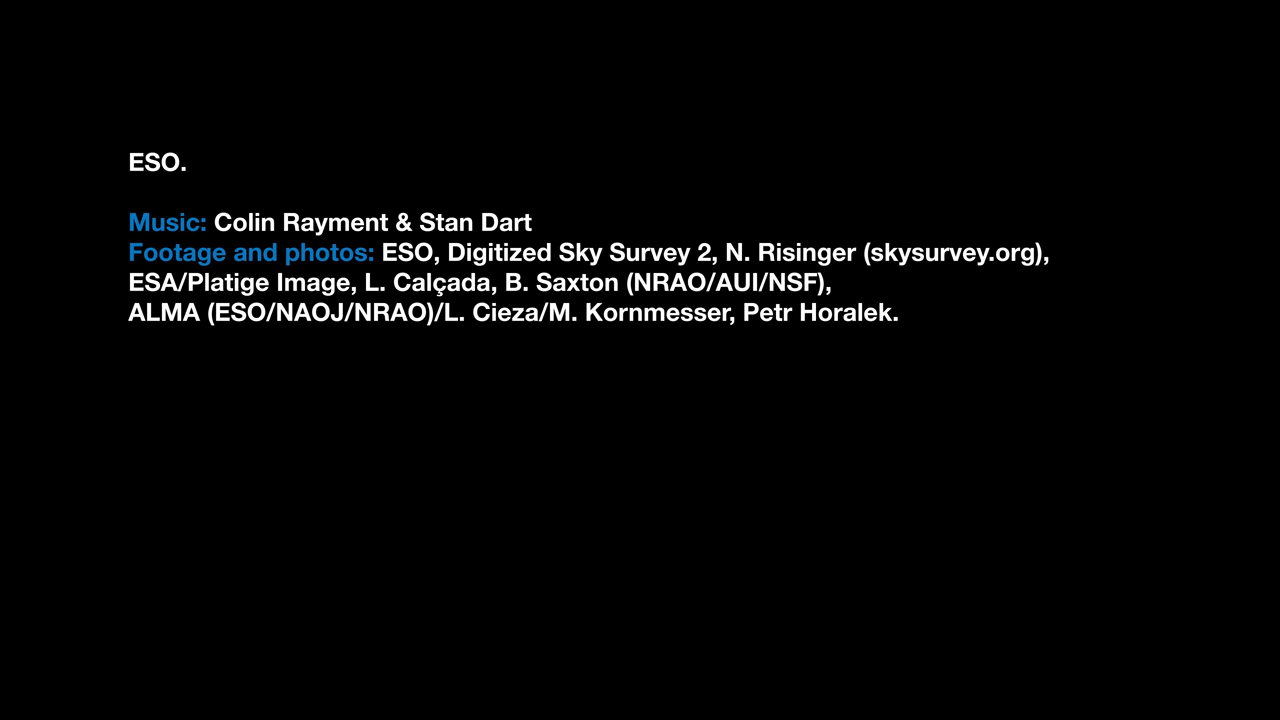 ESO.
Music: Colin Rayment & Stan Dart
Footage and photos: ESO, Digitized Sky Survey 2, N. Risinger (skysurvey.org),
ESA/Platige Image, L. Calçada, B. Saxton (NRAO/AUI/NSF),
ALMA (ESO/NAOJ/NRAO)/L. Cieza/M. Kornmesser, Petr Horalek.